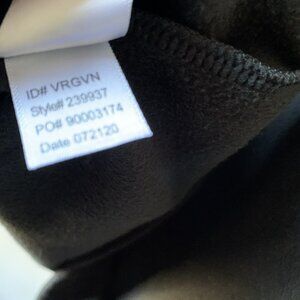 ID# VRGVN
Style# 239937
PO# 90003174
Date 072120